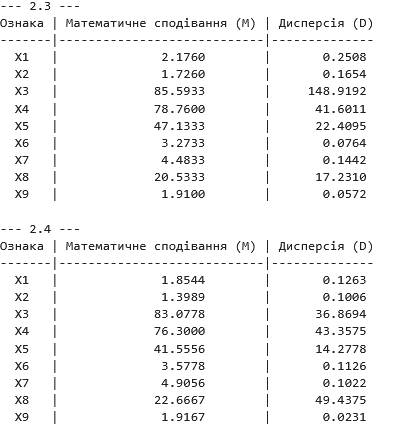 --- 2.3 ---
Ознака | Математичне сподівання (M) | Дисперсія (D)
-------|----------------------------|--------------
X1 | 2.1760 | 0.2508
X2 | 1.7260 | 0.1654
X3 | 85.5933 | 148.9192
X4 | 78.7600 | 41.6011
X5 | 47.1333 | 22.4095
X6 | 3.2733 | 0.0764
X7 | 4.4833 | 0.1442
X8 | 20.5333 | 17.2310
X9 | 1.9100 | 0.0572
--- 2.4 ---
Ознака | Математичне сподівання (M) | Дисперсія (D)
-------|----------------------------|--------------
X1 | 1.8544 | 0.1263
X2 | 1.3989 | 0.1006
X3 | 83.0778 | 36.8694
X4 | 76.3000 | 43.3575
X5 | 41.5556 | 14.2778
X6 | 3.5778 | 0.1126
X7 | 4.9056 | 0.1022
X8 | 22.6667 | 49.4375
X9 | 1.9167 | 0.0231